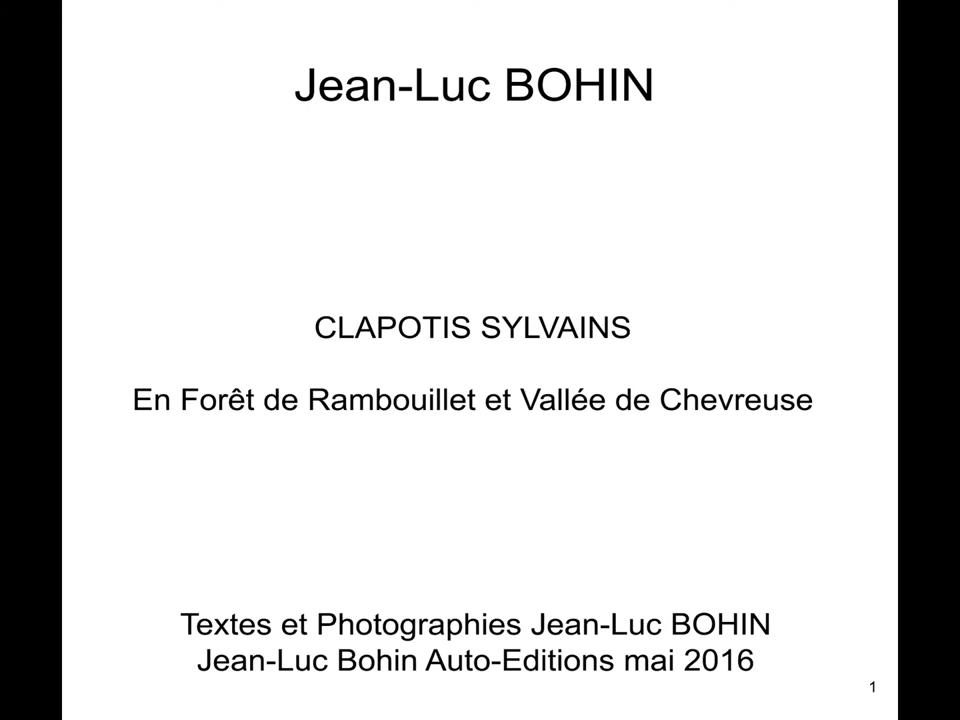 Jean-Luc BOHIN
CLAPOTIS SYLVAINS
En Forêt de Rambouillet et Vallée de Chevreuse
Textes et Photographies Jean-Luc BOHIN
Jean-Luc Bohin Auto-Editions mai 2016
1